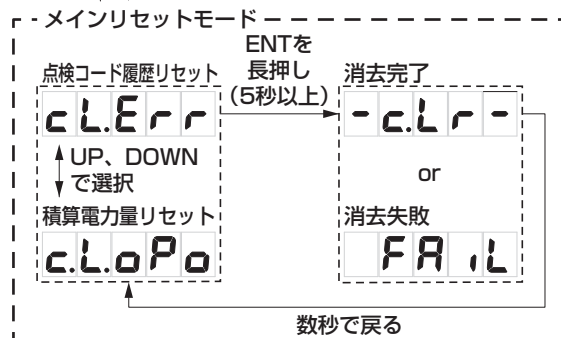 メインリセットモード
点検コード履歴リセット
cL.Err
UP、DOWN
で選択
積算電力量リセット
c.L.oPo
ENTを
長押し
(5秒以上)
消去完了
-c.Lr-
or
消去失敗
FAiL
数秒で戻る